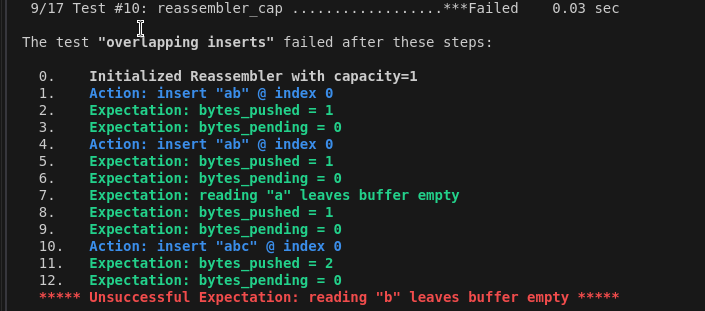 9/17 Test #10: reassembler_cap ..................***Failed    0.03 sec
The test "overlapping inserts" failed after these steps:
0.    Initialized Reassembler with capacity=1
1.    Action: insert "ab" @ index 0
2.    Expectation: bytes_pushed = 1
3.    Expectation: bytes_pending = 0
4.    Action: insert "ab" @ index 0
5.    Expectation: bytes_pushed = 1
6.    Expectation: bytes_pending = 0
7.    Expectation: reading "a" leaves buffer empty
8.    Expectation: bytes_pushed = 1
9.    Expectation: bytes_pending = 0
10.   Action: insert "abc" @ index 0
11.   Expectation: bytes_pushed = 2
12.   Expectation: bytes_pending = 0
***** Unsuccessful Expectation: reading "b" leaves buffer empty *****